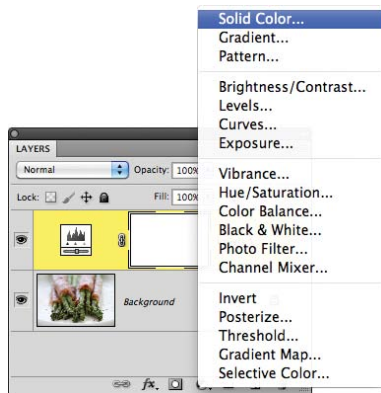 Solid Color...
Gradient...
Pattern...
Brightness/Contrast...
Levels...
Curves...
Exposure...
Vibrance...
Hue/Saturation...
Color Balance...
Black & White...
Photo Filter...
Channel Mixer...
Invert
Posterize...
Threshold...
Gradient Map...
Selective Color...
LAYERS
Normal Opacity: 100%
Lock: Fill: 100%
Background
fx.